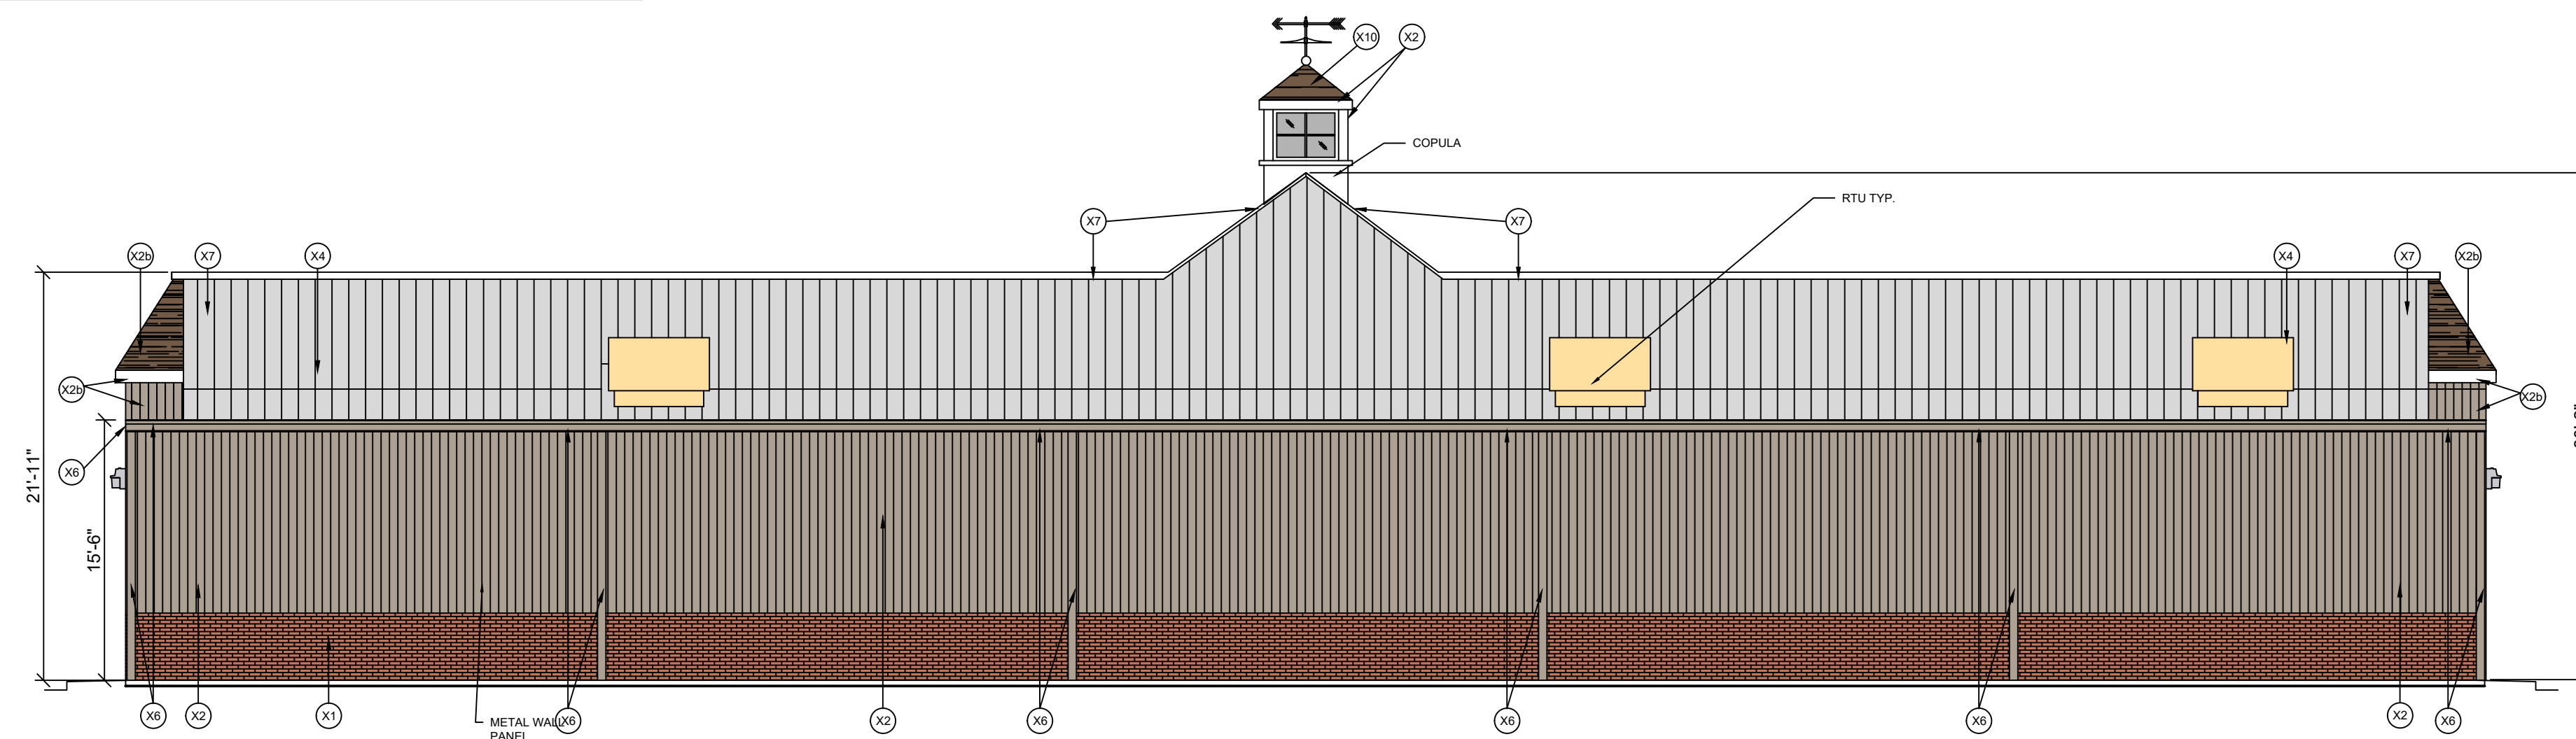 X10
X2
COPULA
RTU TYP.
X7
X7
X2b
X7
X4
X4
X7
X2b
X2b
X2b
X6
21'-11"
15'-6"
X6
X2
X1
METAL WALL
PANEL
X6
X2
X6
X6
X6
X2
X6